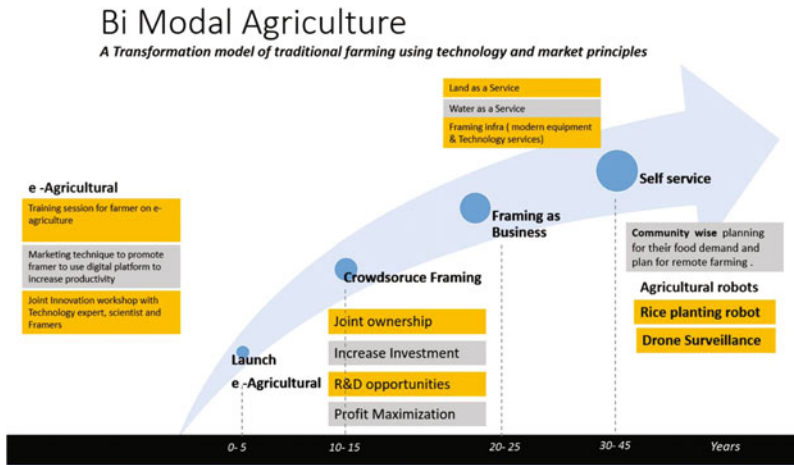 Bi Modal Agriculture
A Transformation model of traditional farming using technology and market principles
Land as a Service
Water as a Service
Framing infra ( modern equipment
& Technology services)
e -Agricultural
Training session for farmer on e-
agriculture
Marketing technique to promote
framer to use digital platform to
increase productivity
Joint Innovation workshop with
Technology expert, scientist and
Framers
Self service
Framing as
Business
Community wise planning
for their food demand and
plan for remote farming .
Crowdsoruce Framing
Agricultural robots
Rice planting robot
Drone Surveillance
Joint ownership
Increase Investment
R&D opportunities
Profit Maximization
Launch
e -Agricultural
0- 5
10- 15
20- 25
30- 45
Years